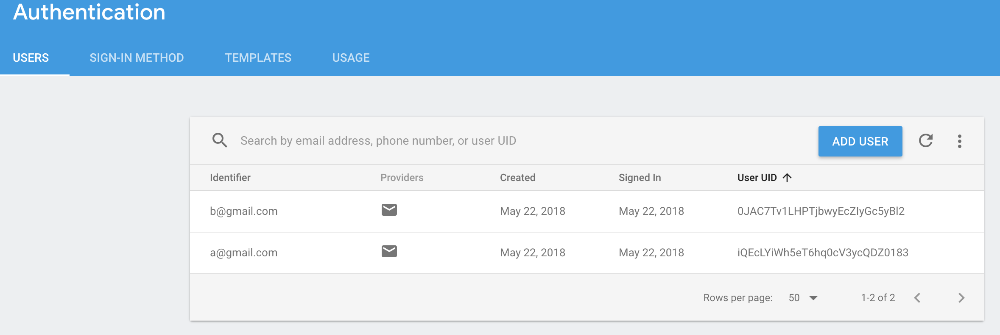 Authentication
USERS SIGN-IN METHOD TEMPLATES USAGE
Search by email address, phone number, or user UID ADD USER
Identifier Providers Created Signed In User UID
b@gmail.com May 22, 2018 May 22, 2018 0JAC7Tv1LHPTjbwyEcZIyGc5yBl2
a@gmail.com May 22, 2018 May 22, 2018 iQEcLYiWh5eT6hq0cV3ycQDZ0183
Rows per page: 50 1-2 of 2